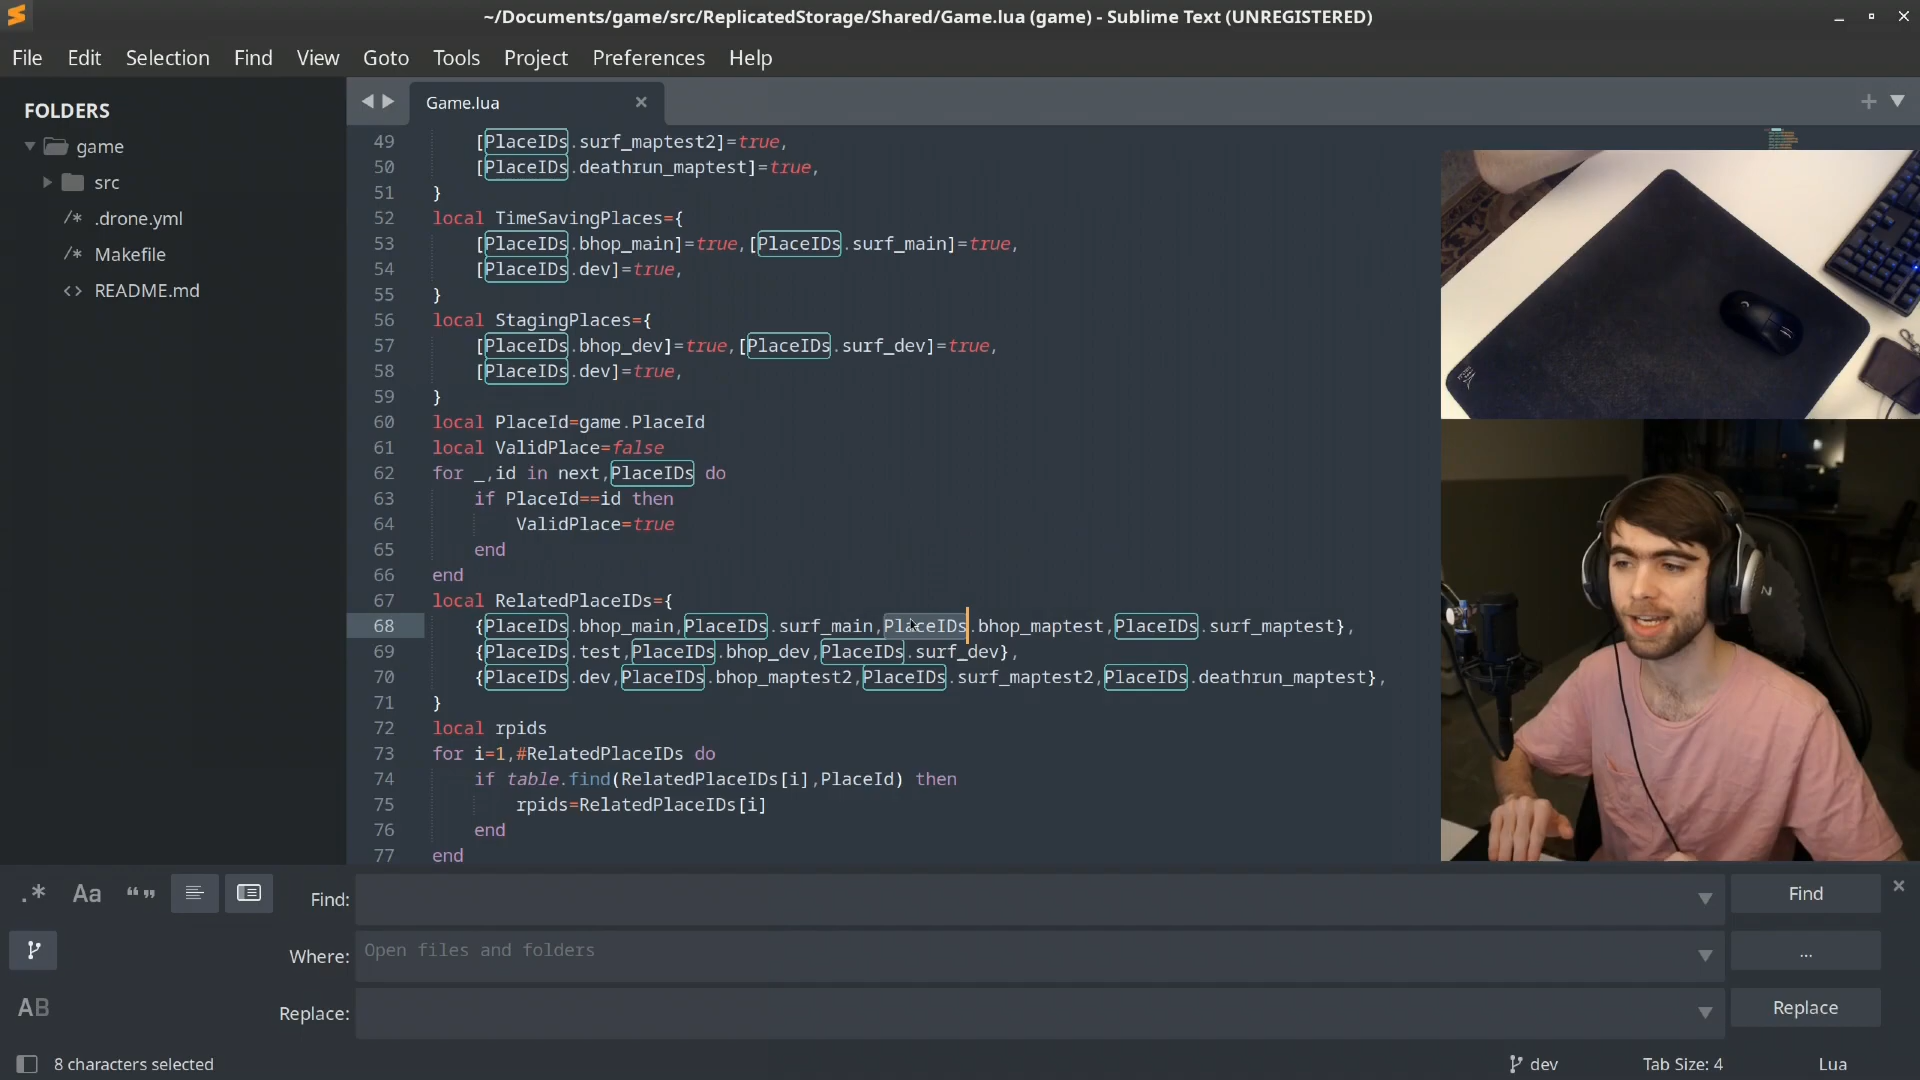 ~/Documents/game/src/ReplicatedStorage/Shared/Game.lua (game) - Sublime Text (UNREGISTERED)
File Edit Selection Find View Goto Tools Project Preferences Help
FOLDERS
game
src
/* .drone.yml
/* Makefile
<> README.md
Game.lua
49 [PlaceIDs.surf_maptest2]=true,
50 [PlaceIDs.deathrun_maptest]=true,
51 }
52 local TimeSavingPlaces={
53 [PlaceIDs.bhop_main]=true,[PlaceIDs.surf_main]=true,
54 [PlaceIDs.dev]=true,
55 }
56 local StagingPlaces={
57 [PlaceIDs.bhop_dev]=true,[PlaceIDs.surf_dev]=true,
58 [PlaceIDs.dev]=true,
59 }
60 local PlaceId=game.PlaceId
61 local ValidPlace=false
62 for _,id in next,PlaceIDs do
63 if PlaceId==id then
64 ValidPlace=true
65 end
66 end
67 local RelatedPlaceIDs={
68 {PlaceIDs.bhop_main,PlaceIDs.surf_main,PlaceIDs.bhop_maptest,PlaceIDs.surf_maptest},
69 {PlaceIDs.test,PlaceIDs.bhop_dev,PlaceIDs.surf_dev},
70 {PlaceIDs.dev,PlaceIDs.bhop_maptest2,PlaceIDs.surf_maptest2,PlaceIDs.deathrun_maptest},
71 }
72 local rpids
73 for i=1,#RelatedPlaceIDs do
74 if table.find(RelatedPlaceIDs[i],PlaceId) then
75 rpids=RelatedPlaceIDs[i]
76 end
77 end
.* Aa “” Find: Find
Where: Open files and folders ...
AB Replace: Replace
8 characters selected dev Tab Size: 4 Lua